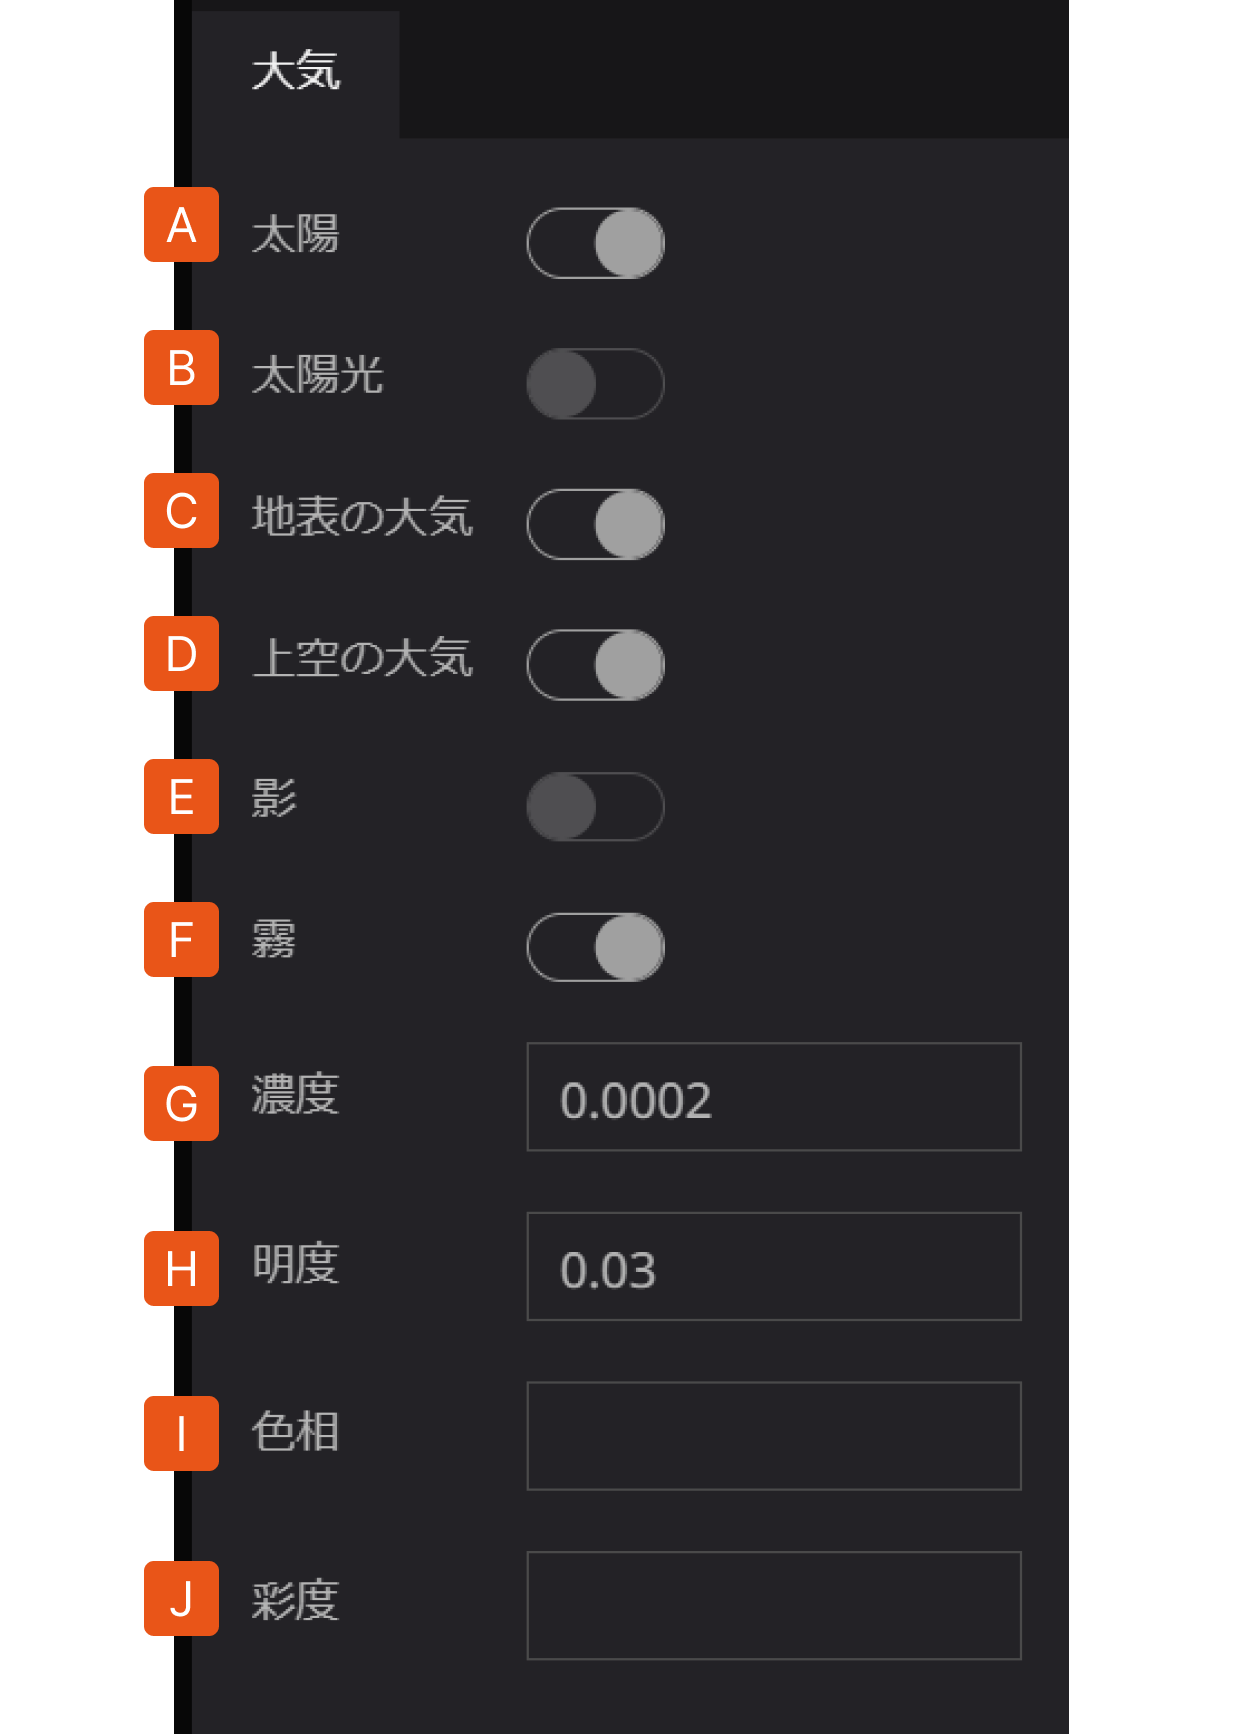 大気
A 太陽
B 太陽光
C 地表の大気
D 上空の大気
E 影
F 霧
G 濃度 0.0002
H 明度 0.03
I 色相
J 彩度